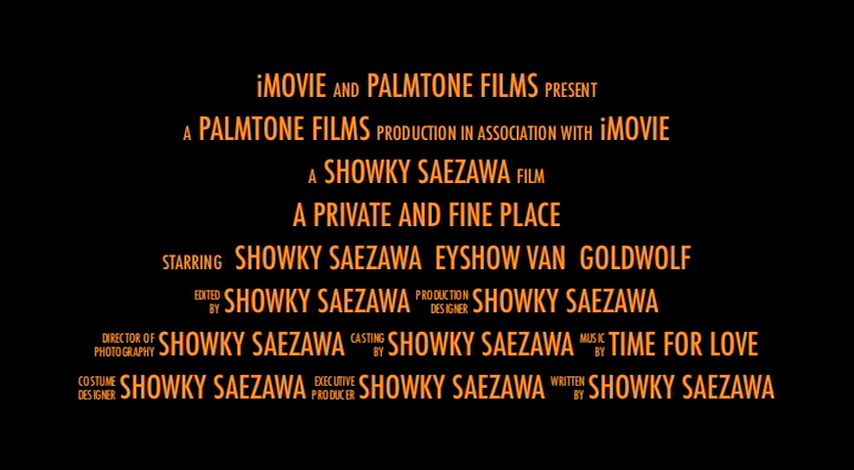 iMOVIE AND PALMTONE FILMS PRESENT
A PALMTONE FILMS PRODUCTION IN ASSOCIATION WITH iMOVIE
A SHOWKY SAEZAWA FILM
A PRIVATE AND FINE PLACE
STARRING SHOWKY SAEZAWA EYSHOW VAN GOLDWOLF
EDITED BY SHOWKY SAEZAWA PRODUCTION DESIGNER SHOWKY SAEZAWA
DIRECTOR OF PHOTOGRAPHY SHOWKY SAEZAWA CASTING BY SHOWKY SAEZAWA MUSIC BY TIME FOR LOVE
COSTUME DESIGNER SHOWKY SAEZAWA EXECUTIVE PRODUCER SHOWKY SAEZAWA WRITTEN BY SHOWKY SAEZAWA